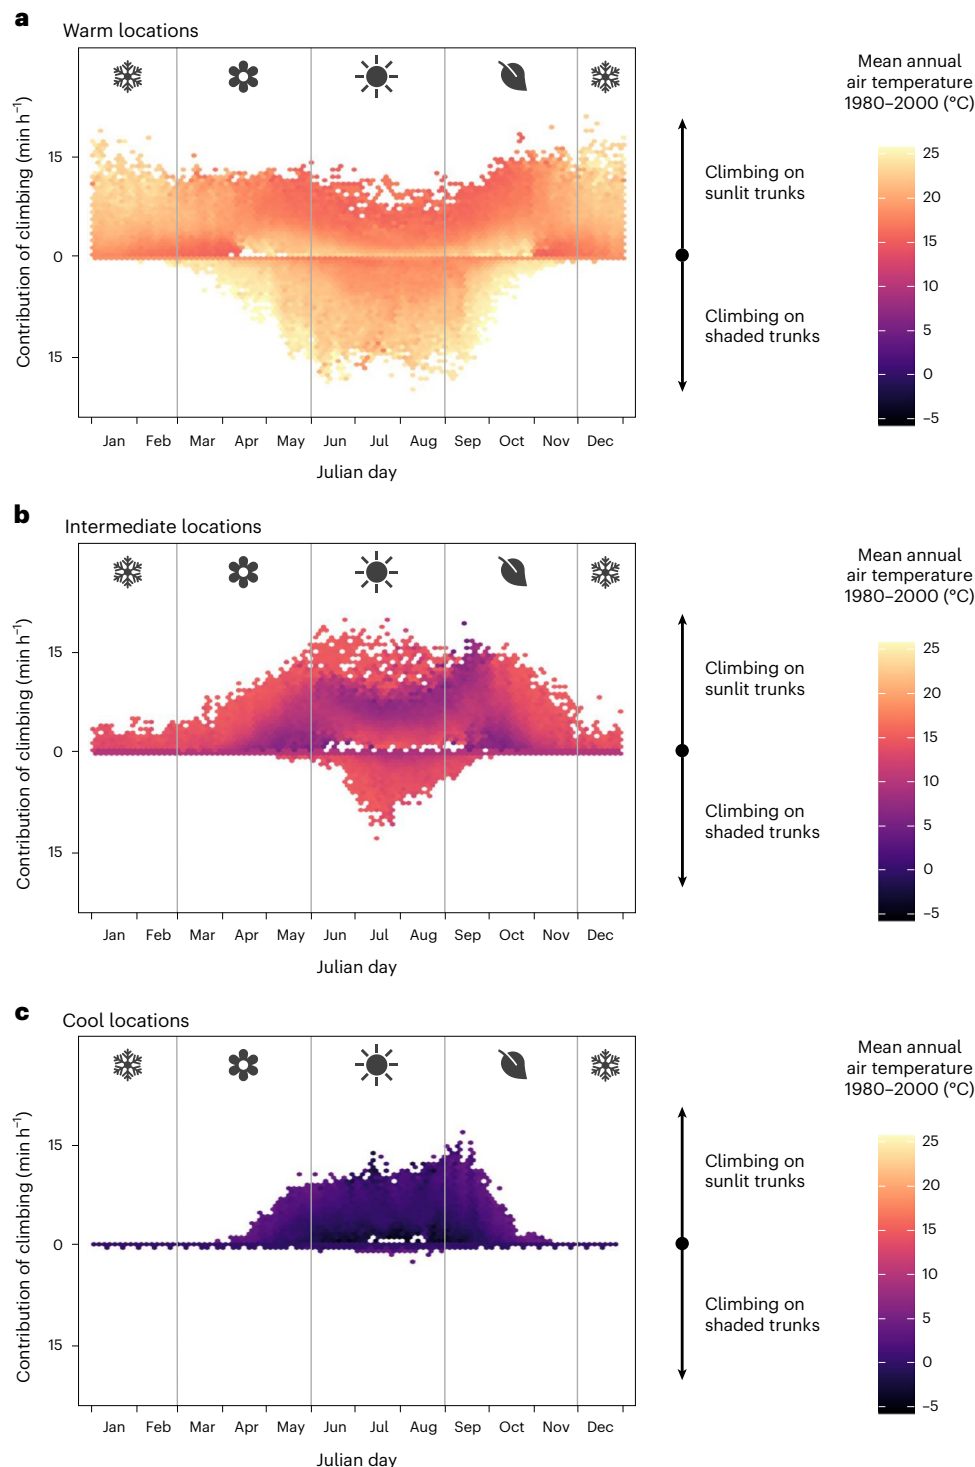 a
Warm locations
Contribution of climbing (min h⁻¹)
15
0
15
Jan Feb Mar Apr May Jun Jul Aug Sep Oct Nov Dec
Julian day
Climbing on
sunlit trunks
Climbing on
shaded trunks
Mean annual
air temperature
1980–2000 (°C)
25
20
15
10
5
0
–5
b
Intermediate locations
Contribution of climbing (min h⁻¹)
15
0
15
Jan Feb Mar Apr May Jun Jul Aug Sep Oct Nov Dec
Julian day
Climbing on
sunlit trunks
Climbing on
shaded trunks
Mean annual
air temperature
1980–2000 (°C)
25
20
15
10
5
0
–5
c
Cool locations
Contribution of climbing (min h⁻¹)
15
0
15
Jan Feb Mar Apr May Jun Jul Aug Sep Oct Nov Dec
Julian day
Climbing on
sunlit trunks
Climbing on
shaded trunks
Mean annual
air temperature
1980–2000 (°C)
25
20
15
10
5
0
–5